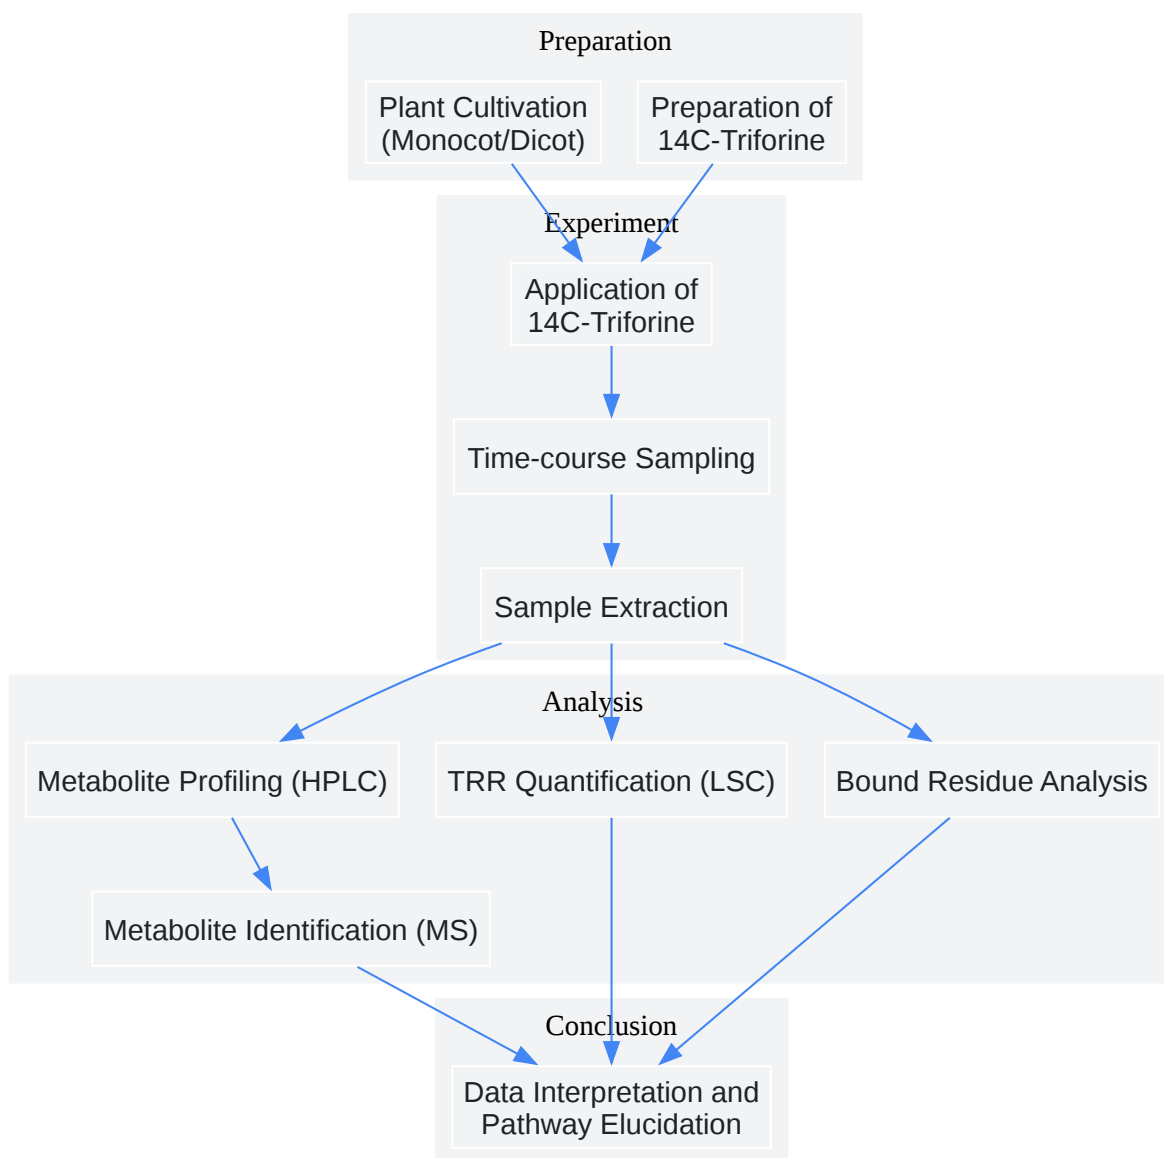 Preparation
Plant Cultivation
(Monocot/Dicot)
Preparation of
14C-Triforine
Experiment
Application of
14C-Triforine
Time-course Sampling
Sample Extraction
Analysis
Metabolite Profiling (HPLC)
TRR Quantification (LSC)
Bound Residue Analysis
Metabolite Identification (MS)
Conclusion
Data Interpretation and
Pathway Elucidation